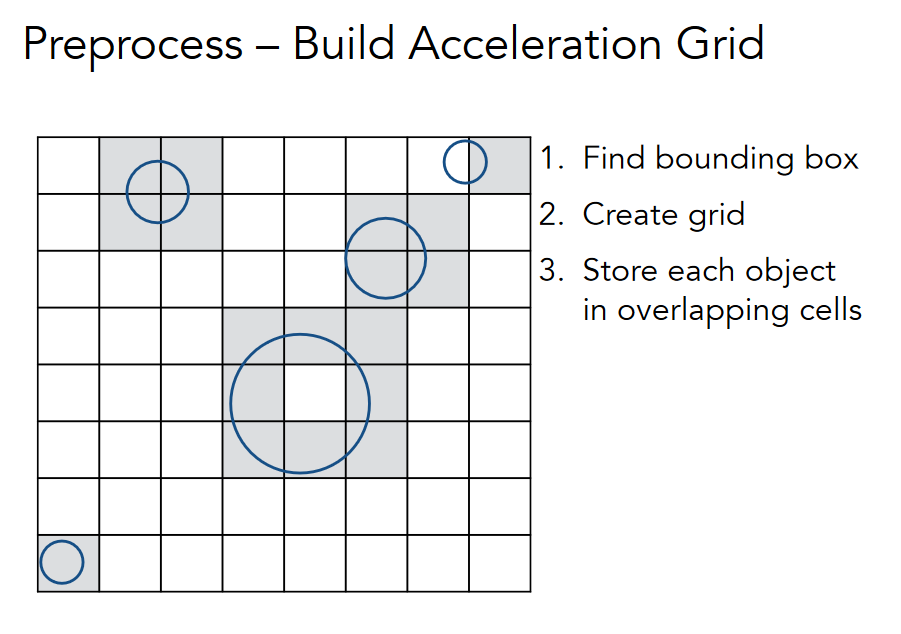 Preprocess – Build Acceleration Grid
1. Find bounding box
2. Create grid
3. Store each object
in overlapping cells